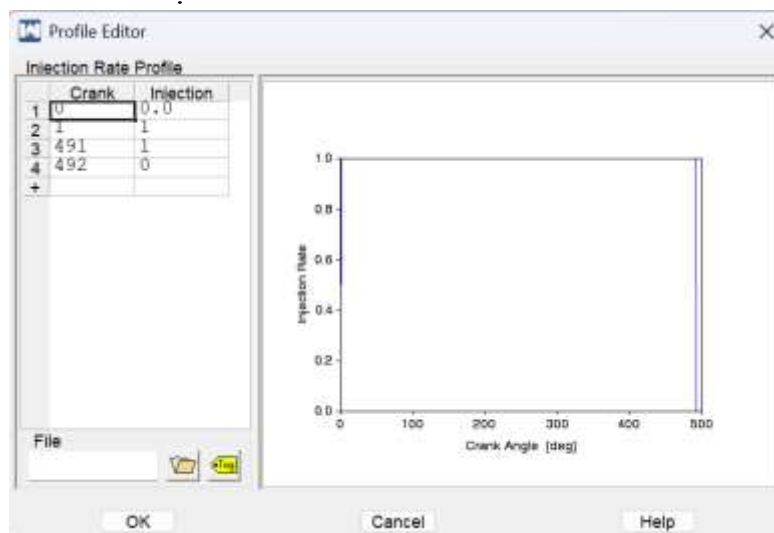 Profile Editor
Injection Rate Profile
Crank Injection
1 0 0.0
2 1 1
3 491 1
4 492 0
+
1.0
0.8
0.6
0.4
0.2
0.0
Injection Rate
0 100 200 300 400 500
Crank Angle [deg]
File
OK Cancel Help